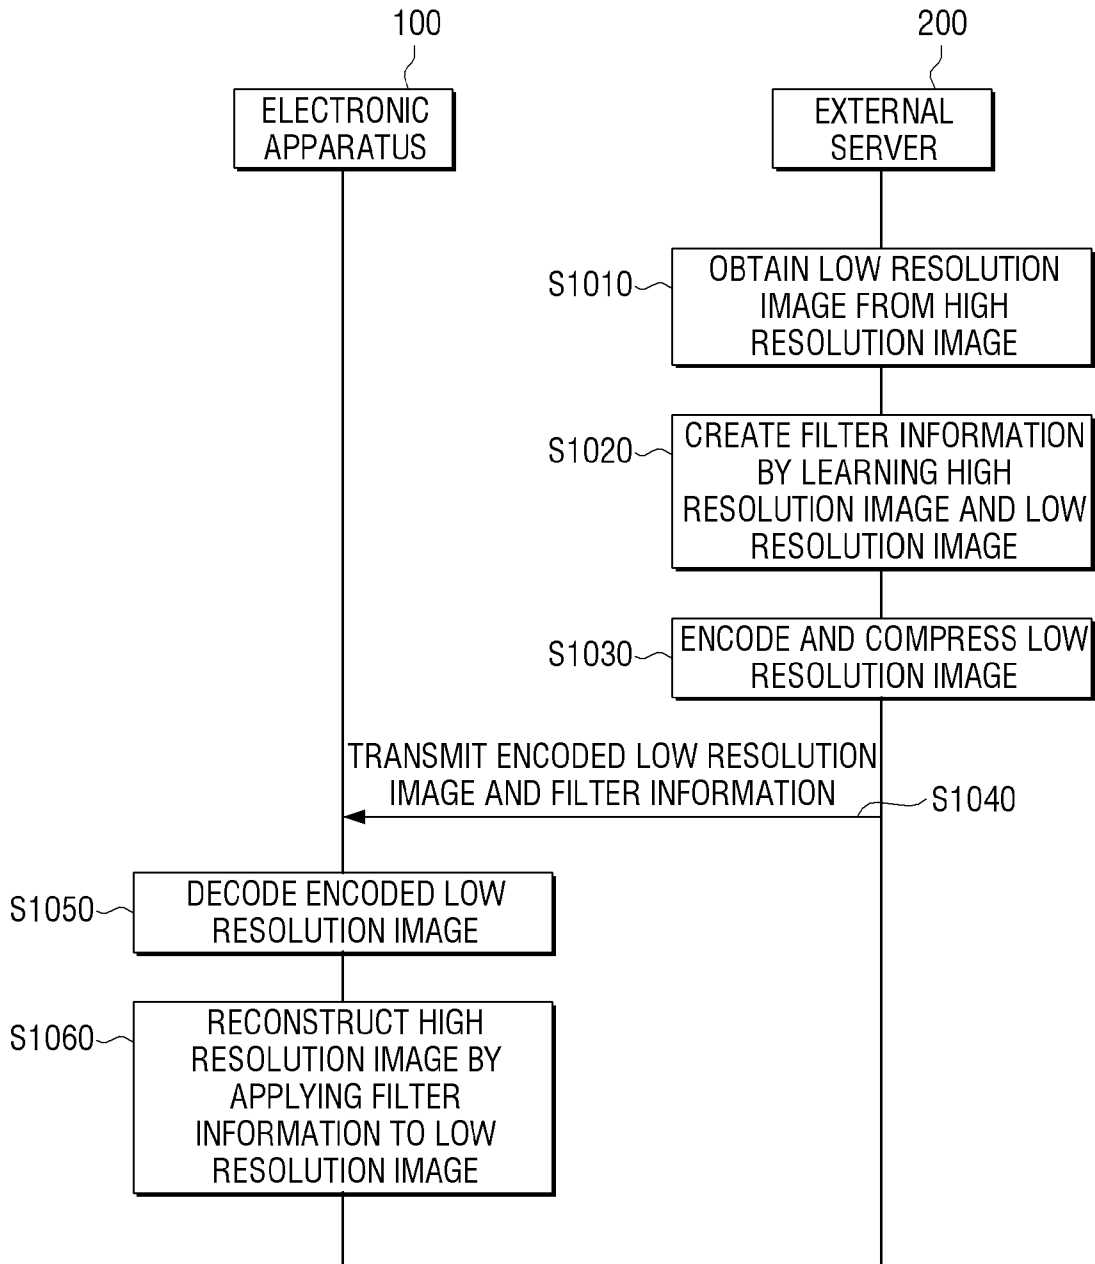 100
200
ELECTRONIC
APPARATUS
EXTERNAL
SERVER
S1010
OBTAIN LOW RESOLUTION
IMAGE FROM HIGH
RESOLUTION IMAGE
S1020
CREATE FILTER INFORMATION
BY LEARNING HIGH
RESOLUTION IMAGE AND LOW
RESOLUTION IMAGE
S1030
ENCODE AND COMPRESS LOW
RESOLUTION IMAGE
TRANSMIT ENCODED LOW RESOLUTION
IMAGE AND FILTER INFORMATION
S1040
S1050
DECODE ENCODED LOW
RESOLUTION IMAGE
S1060
RECONSTRUCT HIGH
RESOLUTION IMAGE BY
APPLYING FILTER
INFORMATION TO LOW
RESOLUTION IMAGE